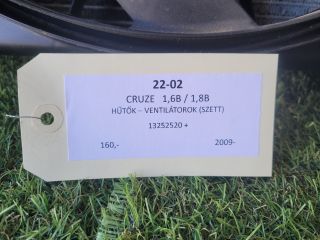 22-02
CRUZE 1,6B / 1,8B
HŰTŐK – VENTILÁTOROK (SZETT)
13252520 +
160,- 2009-